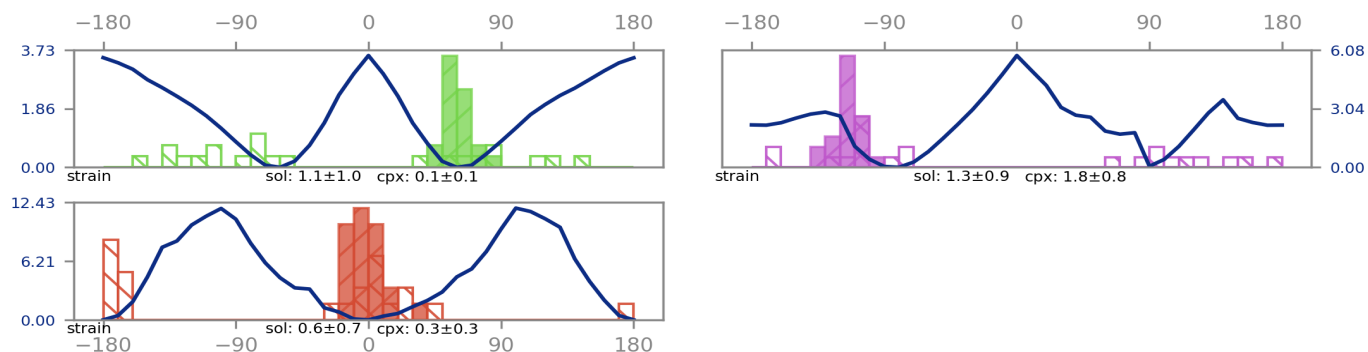 −180 −90 0 90 180 −180 −90 0 90 180
3.73 6.08
1.86 3.04
0.00 0.00
strain sol: 1.1±1.0 cpx: 0.1±0.1 strain sol: 1.3±0.9 cpx: 1.8±0.8
12.43
6.21
0.00
strain sol: 0.6±0.7 cpx: 0.3±0.3
−180 −90 0 90 180